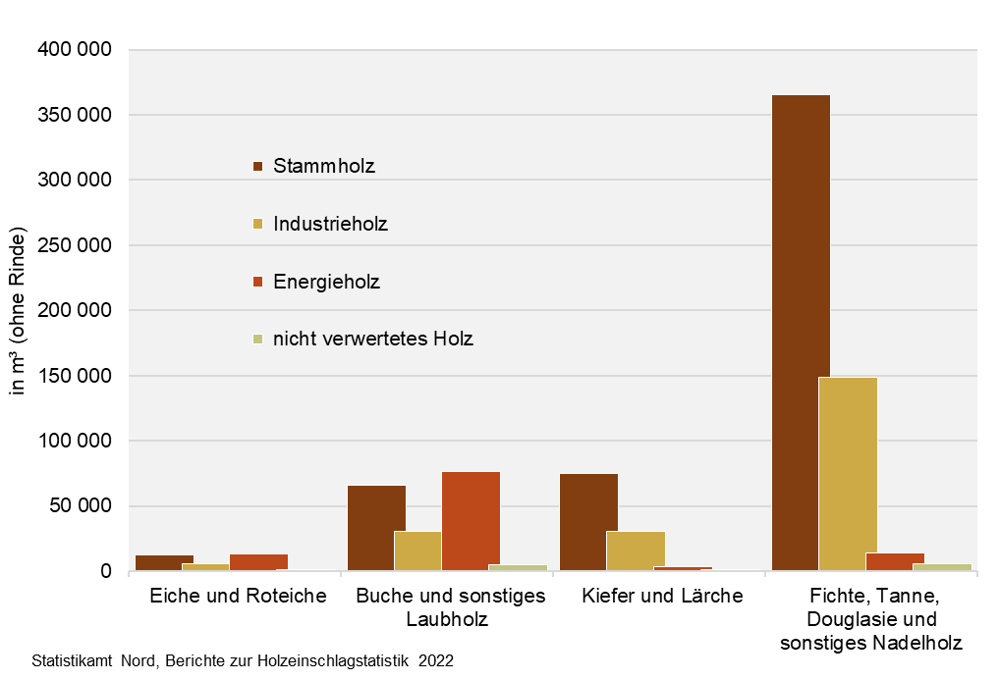 400 000
350 000
300 000
250 000
200 000
150 000
100 000
50 000
0
in m³ (ohne Rinde)
Stammholz
Industrieholz
Energieholz
nicht verwertetes Holz
Eiche und Roteiche
Buche und sonstiges
Laubholz
Kiefer und Lärche
Fichte, Tanne,
Douglasie und
sonstiges Nadelholz
Statistikamt Nord, Berichte zur Holzeinschlagstatistik 2022